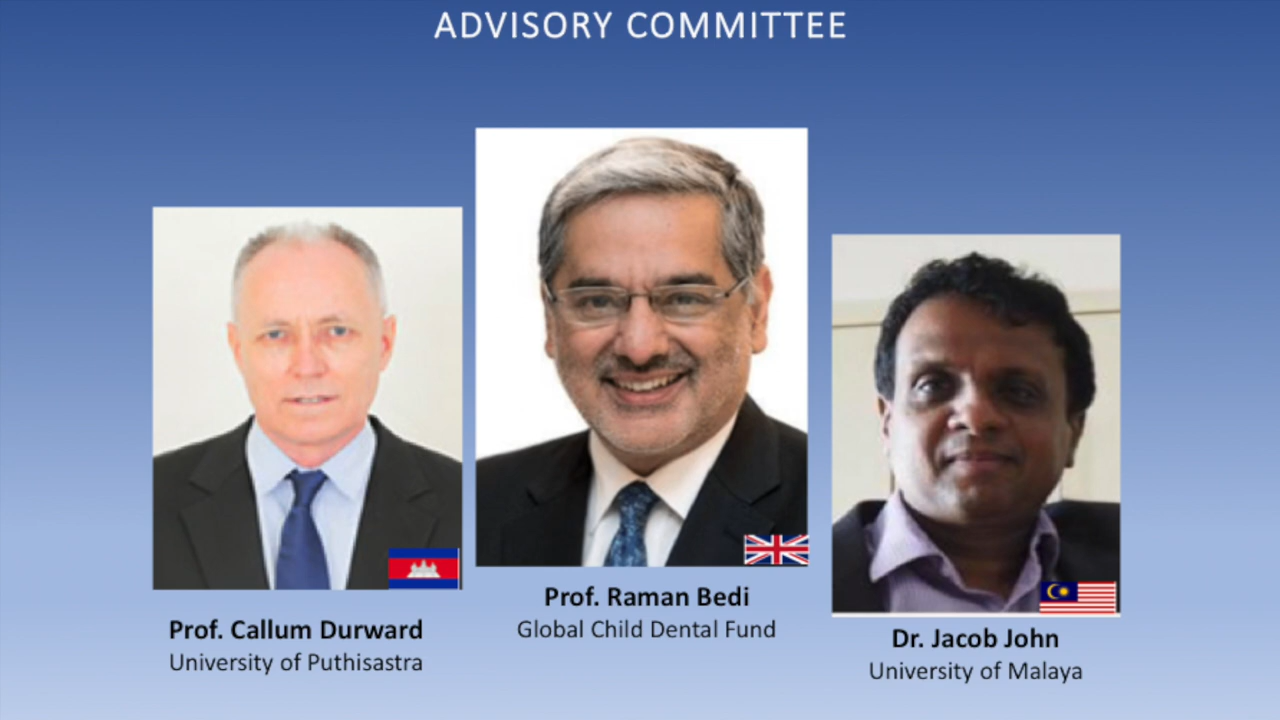 ADVISORY COMMITTEE
Prof. Callum Durward
University of Puthisastra
Prof. Raman Bedi
Global Child Dental Fund
Dr. Jacob John
University of Malaya